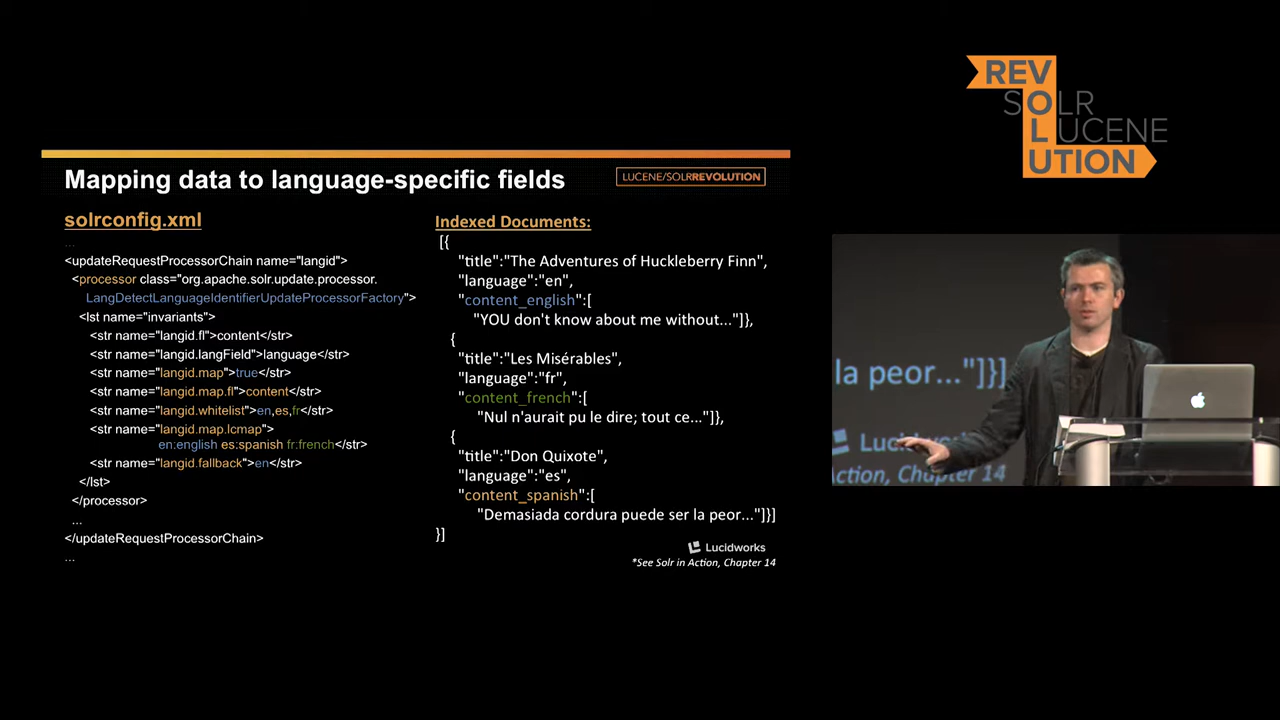 Mapping data to language-specific fields
LUCENE/SOLRREVOLUTION
solrconfig.xml
...
<updateRequestProcessorChain name="langid">
<processor class="org.apache.solr.update.processor.
LangDetectLanguageIdentifierUpdateProcessorFactory">
<lst name="invariants">
<str name="langid.fl">content</str>
<str name="langid.langField">language</str>
<str name="langid.map">true</str>
<str name="langid.map.fl">content</str>
<str name="langid.whitelist">en,es,fr</str>
<str name="langid.map.lcmap">
en:english es:spanish fr:french</str>
<str name="langid.fallback">en</str>
</lst>
</processor>
...
</updateRequestProcessorChain>
...
Indexed Documents:
[{
"title":"The Adventures of Huckleberry Finn",
"language":"en",
"content_english":[
"YOU don't know about me without..."]},
{
"title":"Les Misérables",
"language":"fr",
"content_french":[
"Nul n'aurait pu le dire; tout ce..."]},
{
"title":"Don Quixote",
"language":"es",
"content_spanish":[
"Demasiada cordura puede ser la peor..."]}]
}]
Lucidworks
*See Solr in Action, Chapter 14
REV
SOLR
LUCENE
UTION
la peor..."]}]
Lucidworks
Action, Chapter 14